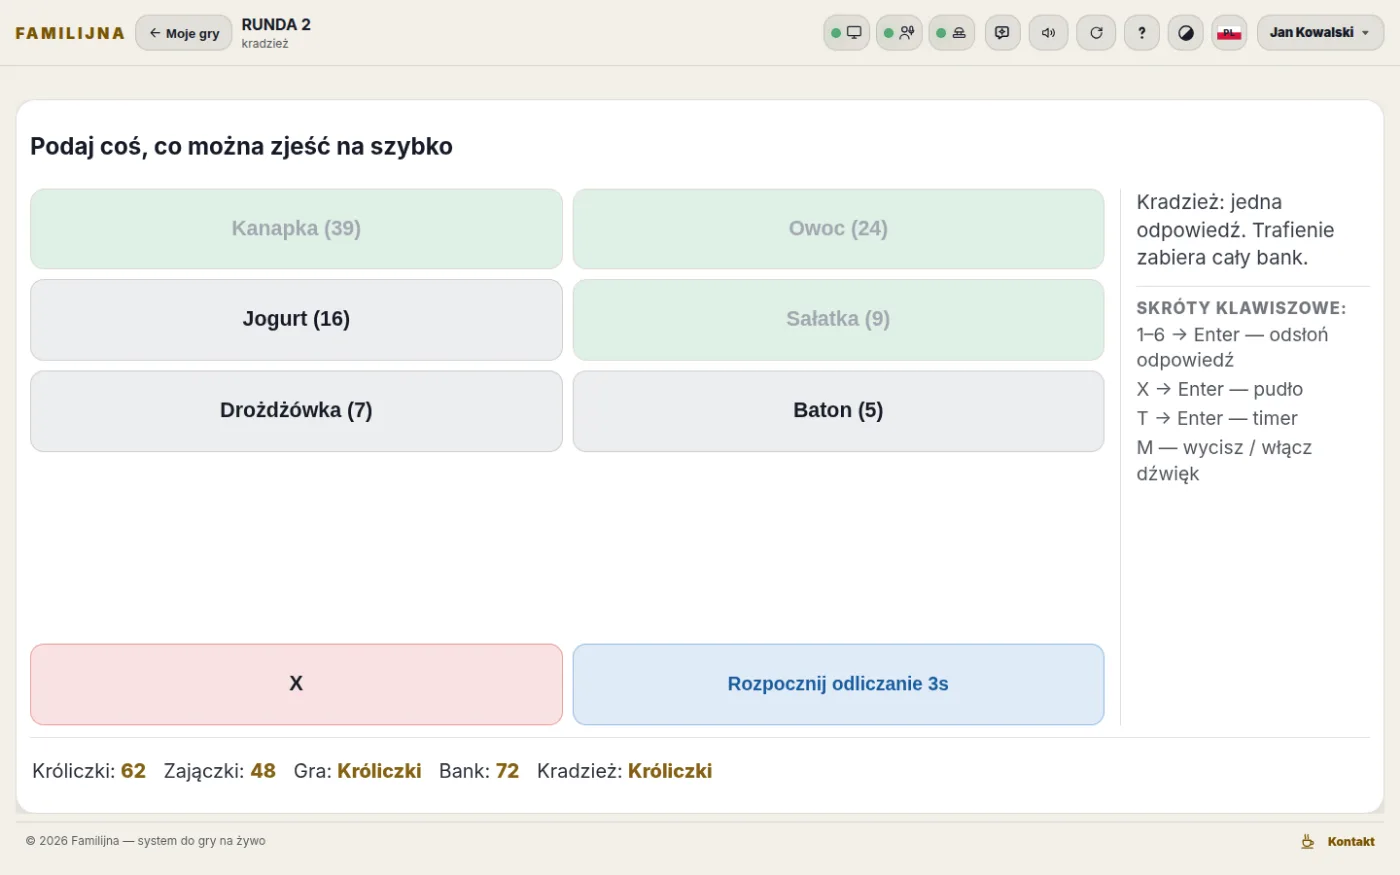 FAMILIJNA
← Moje gry
RUNDA 2
kradzież
?
PL
Jan Kowalski
Podaj coś, co można zjeść na szybko
Kanapka (39)
Owoc (24)
Jogurt (16)
Sałatka (9)
Drożdżówka (7)
Baton (5)
X
Rozpocznij odliczanie 3s
Kradzież: jedna
odpowiedź. Trafienie
zabiera cały bank.
SKRÓTY KLAWISZOWE:
1–6 → Enter — odsłoń
odpowiedź
X → Enter — pudło
T → Enter — timer
M — wycisz / włącz
dźwięk
Króliczki: 62 Zajączki: 48 Gra: Króliczki Bank: 72 Kradzież: Króliczki
© 2026 Familijna — system do gry na żywo
Kontakt